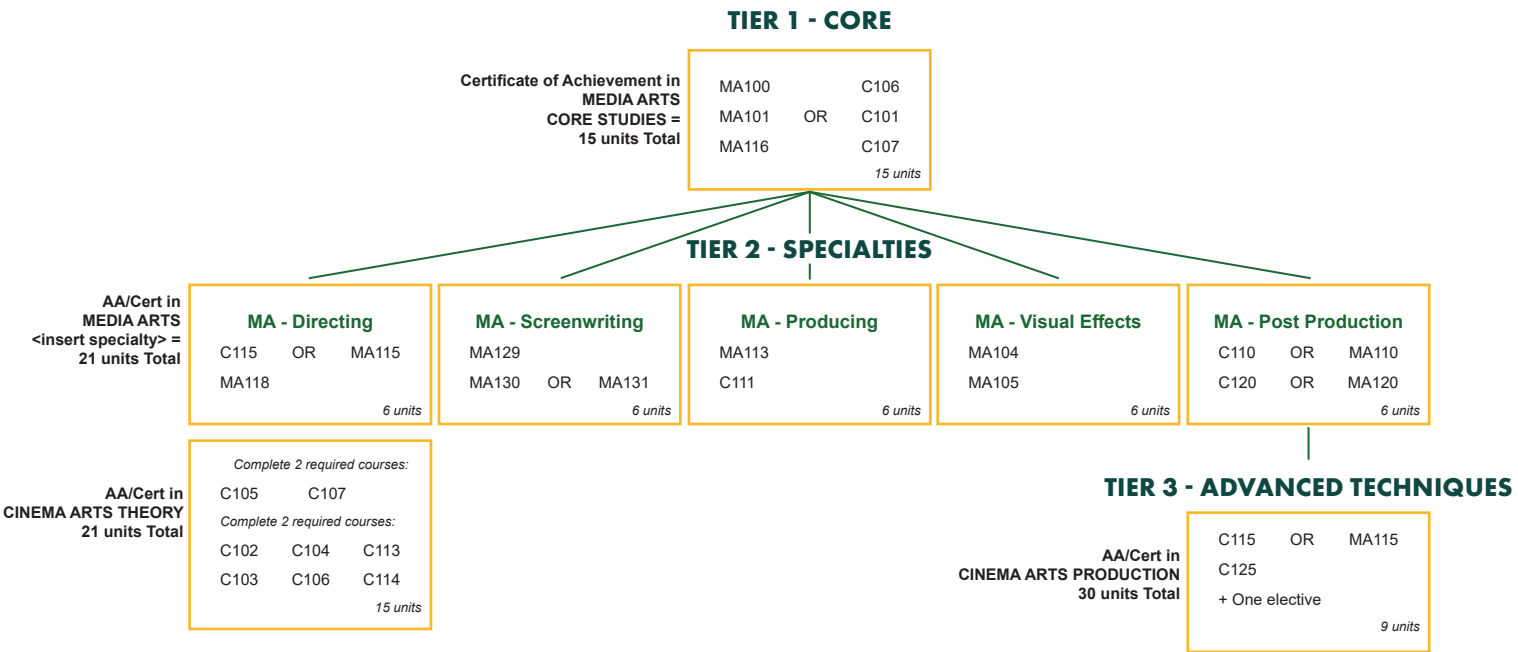 TIER 1 - CORE
Certificate of Achievement in
MEDIA ARTS
CORE STUDIES =
15 units Total
MA100 C106
MA101 OR C101
MA116 C107
15 units
TIER 2 - SPECIALTIES
AA/Cert in
MEDIA ARTS
<insert specialty> =
21 units Total
MA - Directing
C115 OR MA115
MA118
6 units
MA - Screenwriting
MA129
MA130 OR MA131
6 units
MA - Producing
MA113
C111
6 units
MA - Visual Effects
MA104
MA105
6 units
MA - Post Production
C110 OR MA110
C120 OR MA120
6 units
AA/Cert in
CINEMA ARTS THEORY
21 units Total
Complete 2 required courses:
C105 C107
Complete 2 required courses:
C102 C104 C113
C103 C106 C114
15 units
TIER 3 - ADVANCED TECHNIQUES
AA/Cert in
CINEMA ARTS PRODUCTION
30 units Total
C115 OR MA115
C125
+ One elective
9 units